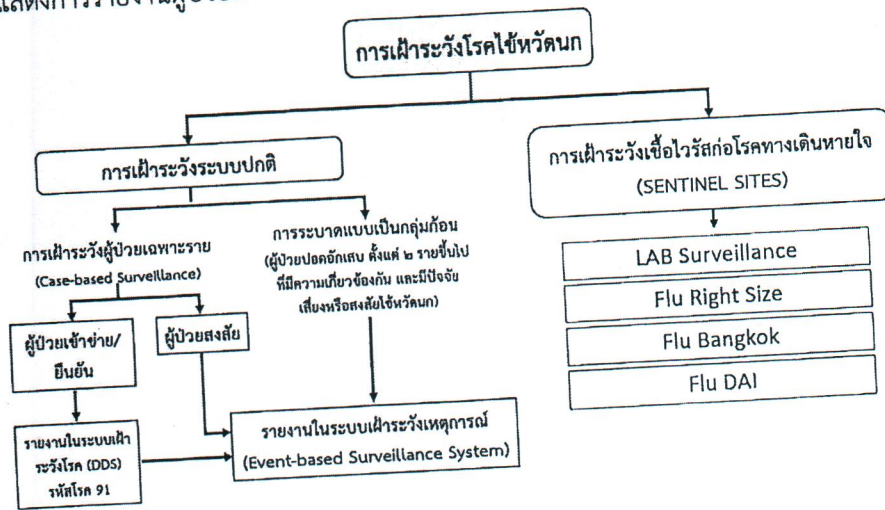 การเฝ้าระวังโรคไข้หวัดนก
การเฝ้าระวังระบบปกติ
การเฝ้าระวังเชื้อไวรัสก่อโรคทางเดินหายใจ
(SENTINEL SITES)
การเฝ้าระวังผู้ป่วยเฉพาะราย
(Case-based Surveillance)
การระบาดแบบเป็นกลุ่มก้อน
(ผู้ป่วยปอดอักเสบ ตั้งแต่ ๒ รายขึ้นไป
ที่มีความเกี่ยวข้องกัน และมีปัจจัย
เสี่ยงหรือสงสัยไข้หวัดนก)
LAB Surveillance
Flu Right Size
Flu Bangkok
Flu DAI
ผู้ป่วยเข้าข่าย/
ยืนยัน
ผู้ป่วยสงสัย
รายงานในระบบเฝ้า
ระวังโรค (DDS)
รหัสโรค 91
รายงานในระบบเฝ้าระวังเหตุการณ์
(Event-based Surveillance System)